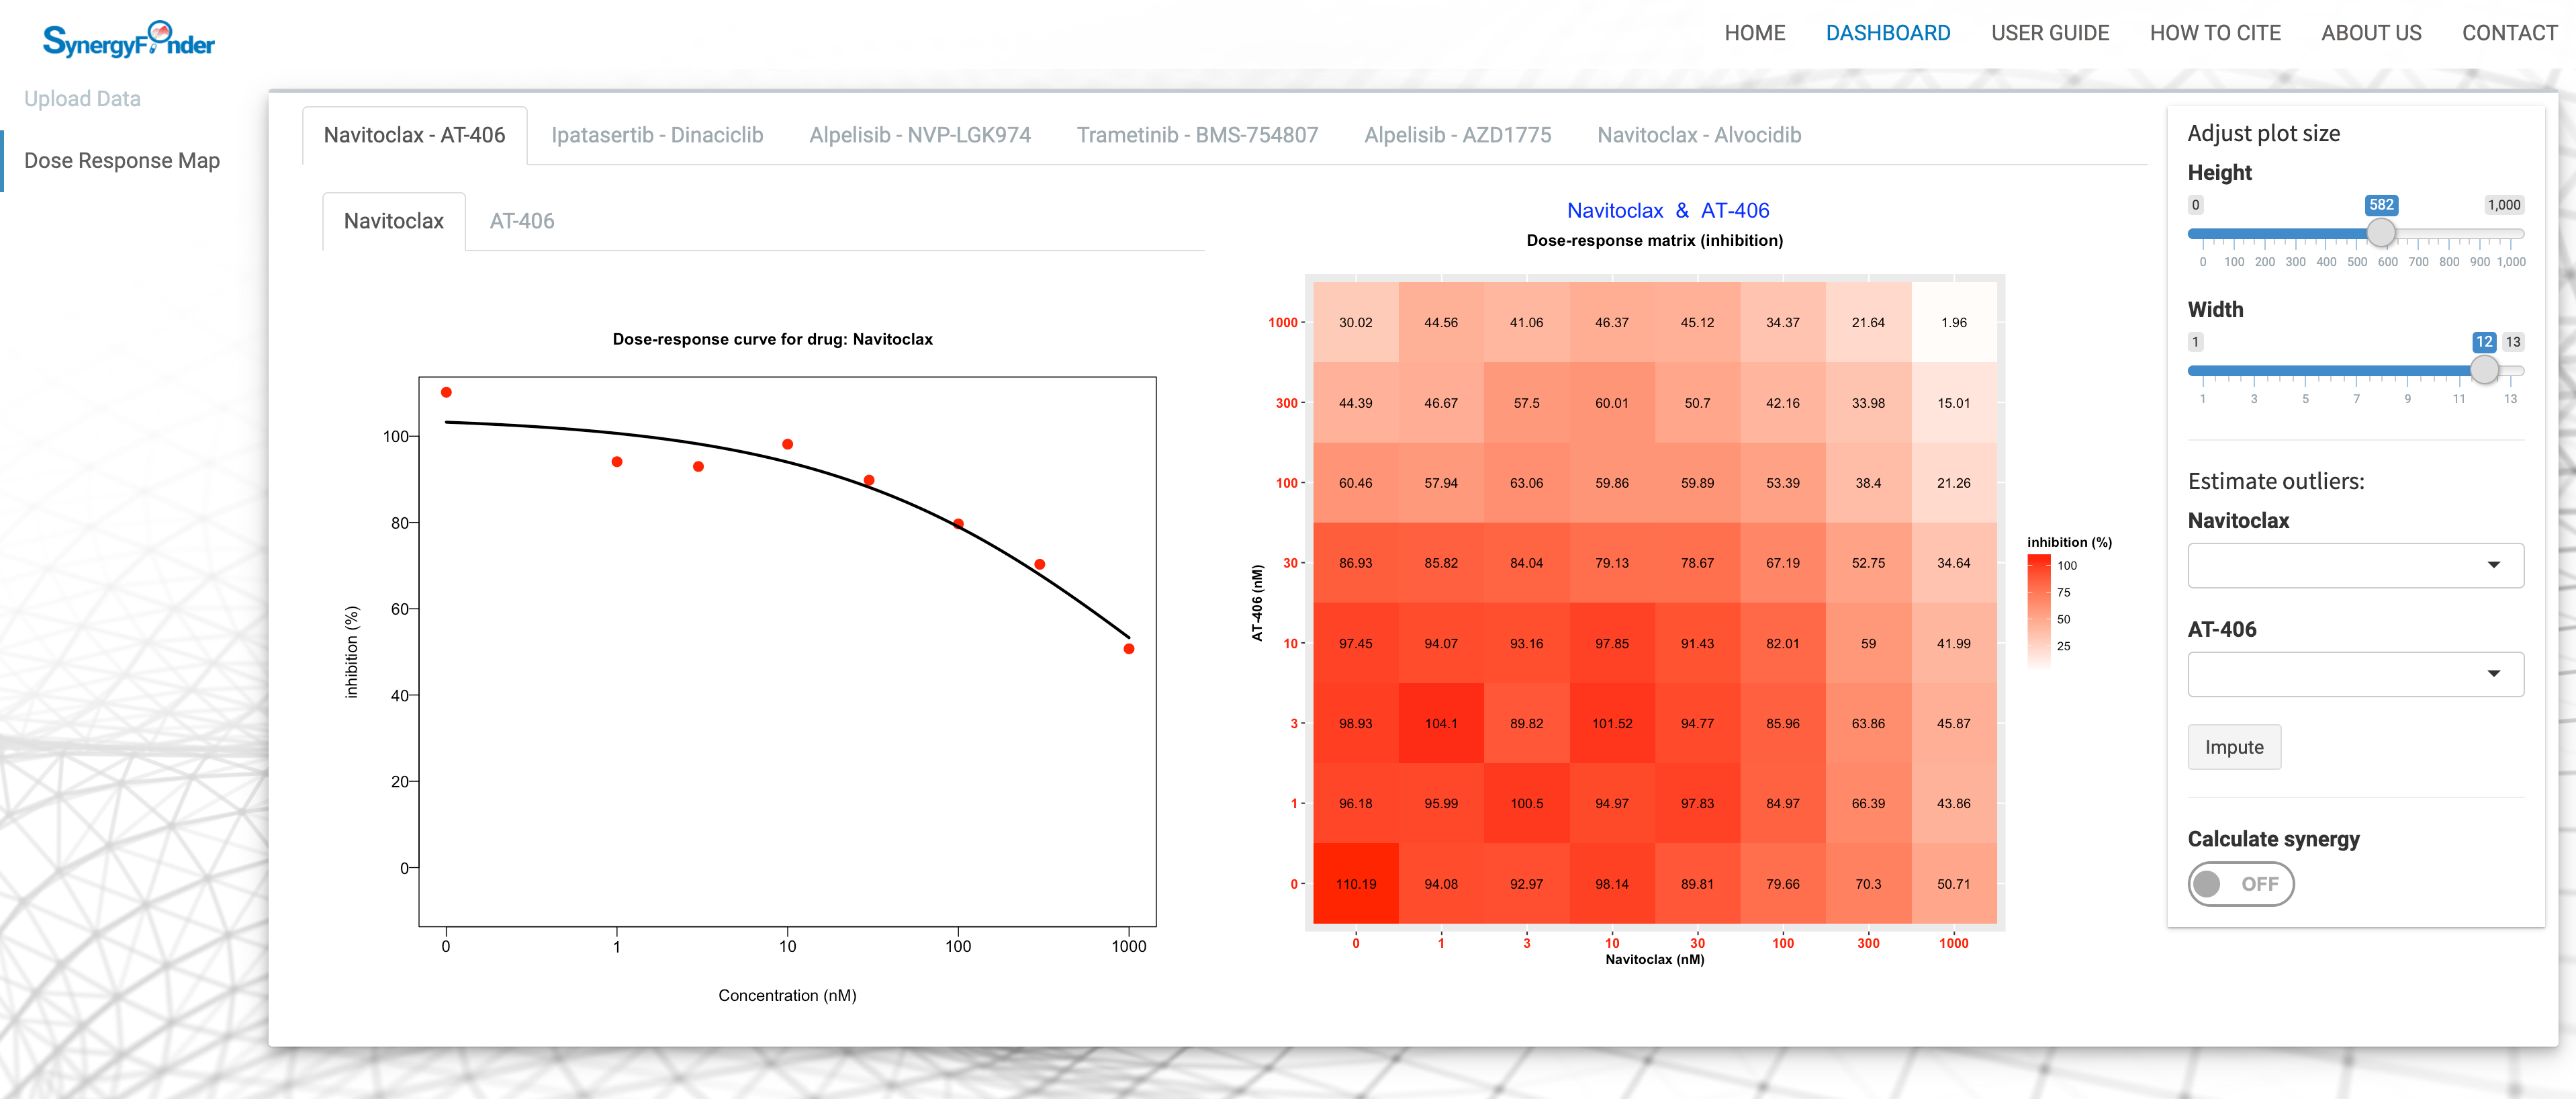 SynergyFinder
HOME DASHBOARD USER GUIDE HOW TO CITE ABOUT US CONTACT
Upload Data
Dose Response Map
Navitoclax - AT-406 Ipatasertib - Dinaciclib Alpelisib - NVP-LGK974 Trametinib - BMS-754807 Alpelisib - AZD1775 Navitoclax - Alvocidib
Navitoclax AT-406
Dose-response curve for drug: Navitoclax
inhibition (%)
100
80
60
40
20
0
0 1 10 100 1000
Concentration (nM)
Navitoclax & AT-406
Dose-response matrix (inhibition)
AT-406 (nM)
1000 30.02 44.56 41.06 46.37 45.12 34.37 21.64 1.96
300 44.39 46.67 57.5 60.01 50.7 42.16 33.98 15.01
100 60.46 57.94 63.06 59.86 59.89 53.39 38.4 21.26
30 86.93 85.82 84.04 79.13 78.67 67.19 52.75 34.64
10 97.45 94.07 93.16 97.85 91.43 82.01 59 41.99
3 98.93 104.1 89.82 101.52 94.77 85.96 63.86 45.87
1 96.18 95.99 100.5 94.97 97.83 84.97 66.39 43.86
0 110.19 94.08 92.97 98.14 89.81 79.66 70.3 50.71
0 1 3 10 30 100 300 1000
Navitoclax (nM)
inhibition (%)
100
75
50
25
Adjust plot size
Height
0 582 1,000
0 100 200 300 400 500 600 700 800 900 1,000
Width
1 12 13
1 3 5 7 9 11 13
Estimate outliers:
Navitoclax
AT-406
Impute
Calculate synergy
OFF